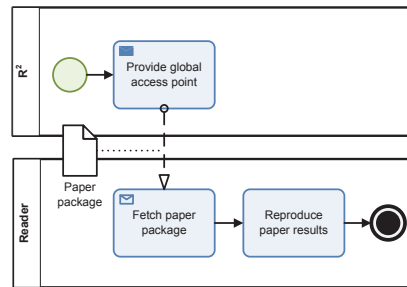 R²
Provide global
access point
Paper
package
Reader
Fetch paper
package
Reproduce
paper results